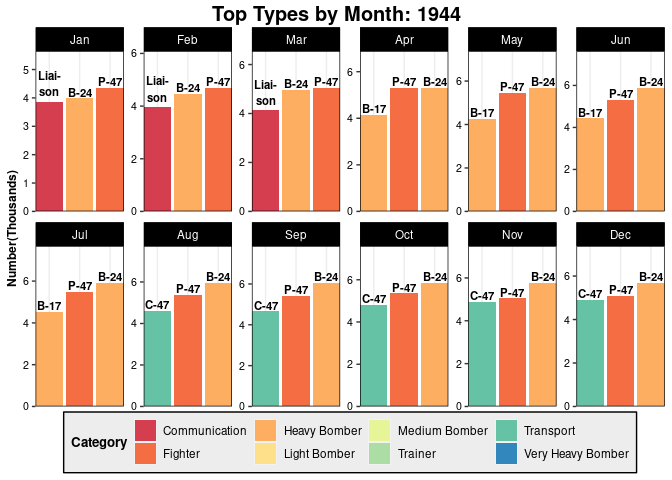 Top Types by Month: 1944
Jan Feb Mar Apr May Jun
Liai-
son B-24 P-47
Liai-
son B-24 P-47
Liai-
son B-24 P-47
B-17 P-47 B-24
B-17 P-47 B-24
B-17 P-47 B-24
5
4
3
2
1
0
6
4
2
0
6
4
2
0
6
4
2
0
6
4
2
0
6
4
2
0
Number(Thousands)
Jul Aug Sep Oct Nov Dec
B-17 P-47 B-24
C-47 P-47 B-24
C-47 P-47 B-24
C-47 P-47 B-24
C-47 P-47 B-24
C-47 P-47 B-24
6
4
2
0
6
4
2
0
6
4
2
0
6
4
2
0
6
4
2
0
6
4
2
0
Category
Communication Heavy Bomber Medium Bomber Transport
Fighter Light Bomber Trainer Very Heavy Bomber